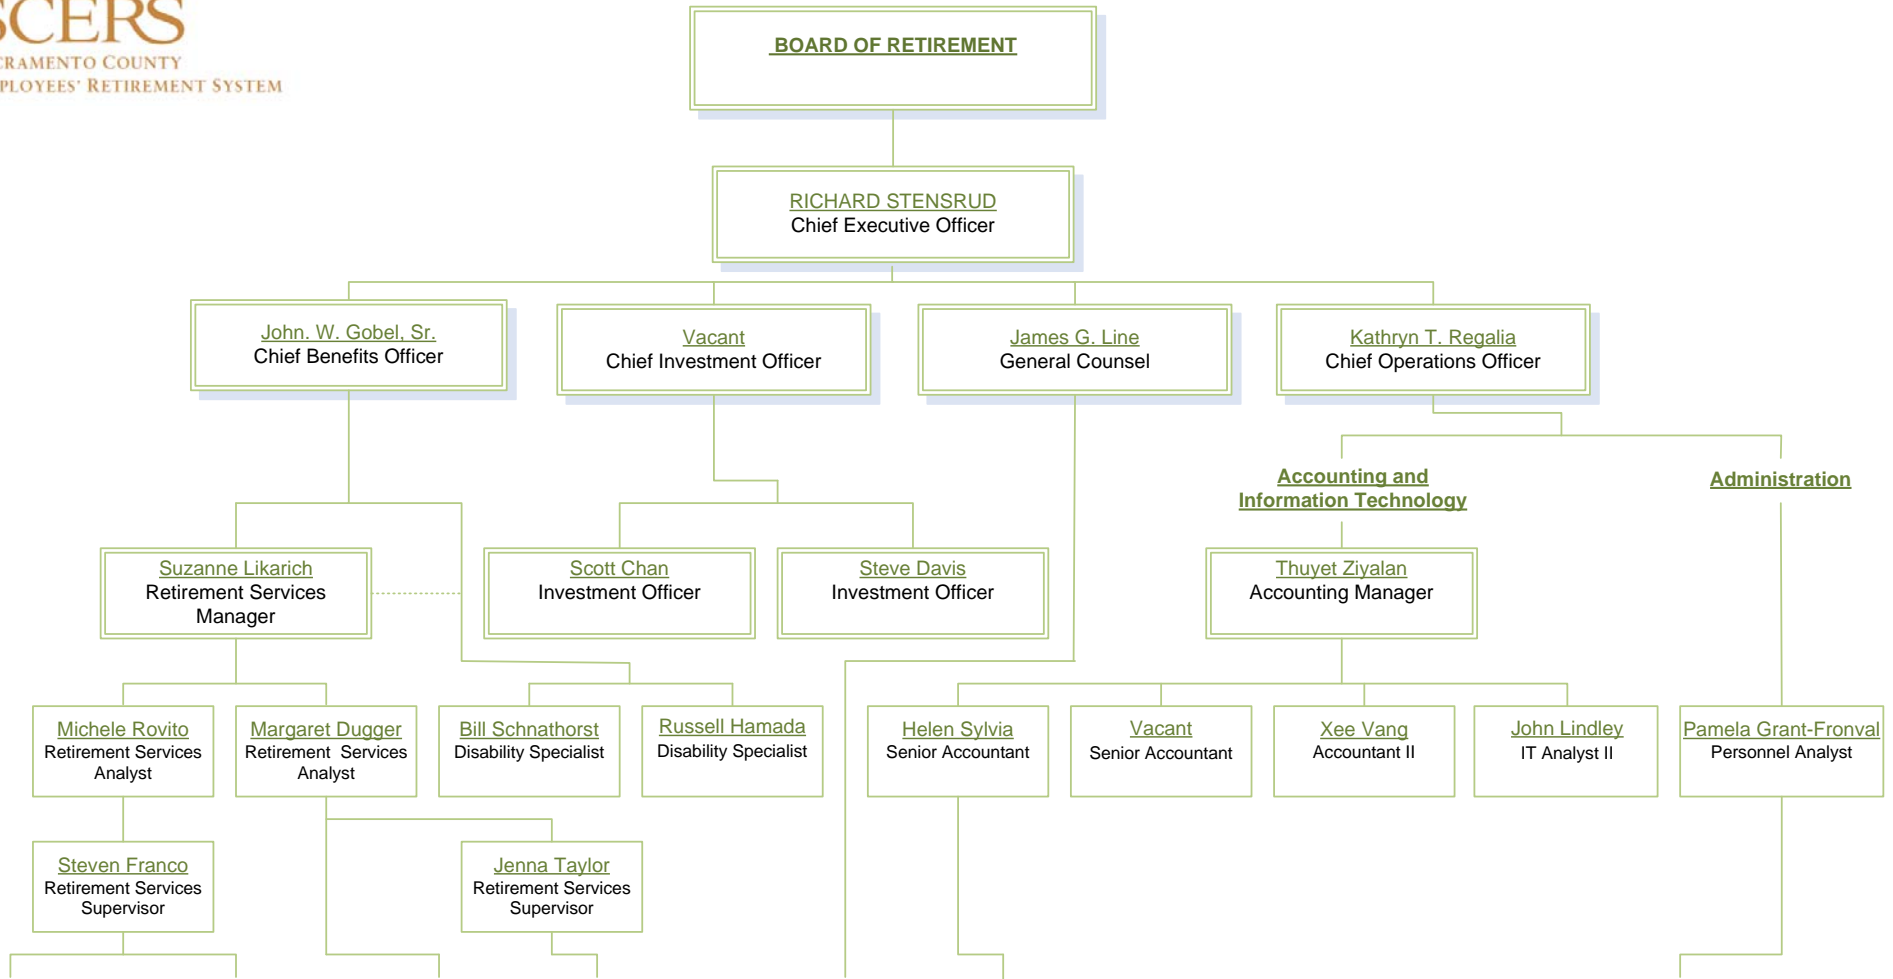 SCERS
CRAMENTO COUNTY
PLOYEES' RETIREMENT SYSTEM
BOARD OF RETIREMENT
RICHARD STENSRUD
Chief Executive Officer
John. W. Gobel, Sr.
Chief Benefits Officer
Vacant
Chief Investment Officer
James G. Line
General Counsel
Kathryn T. Regalia
Chief Operations Officer
Accounting and
Information Technology
Administration
Suzanne Likarich
Retirement Services
Manager
Scott Chan
Investment Officer
Steve Davis
Investment Officer
Thuyet Ziyalan
Accounting Manager
Michele Rovito
Retirement Services
Analyst
Margaret Dugger
Retirement Services
Analyst
Bill Schnathorst
Disability Specialist
Russell Hamada
Disability Specialist
Helen Sylvia
Senior Accountant
Vacant
Senior Accountant
Xee Vang
Accountant II
John Lindley
IT Analyst II
Pamela Grant-Fronval
Personnel Analyst
Steven Franco
Retirement Services
Supervisor
Jenna Taylor
Retirement Services
Supervisor